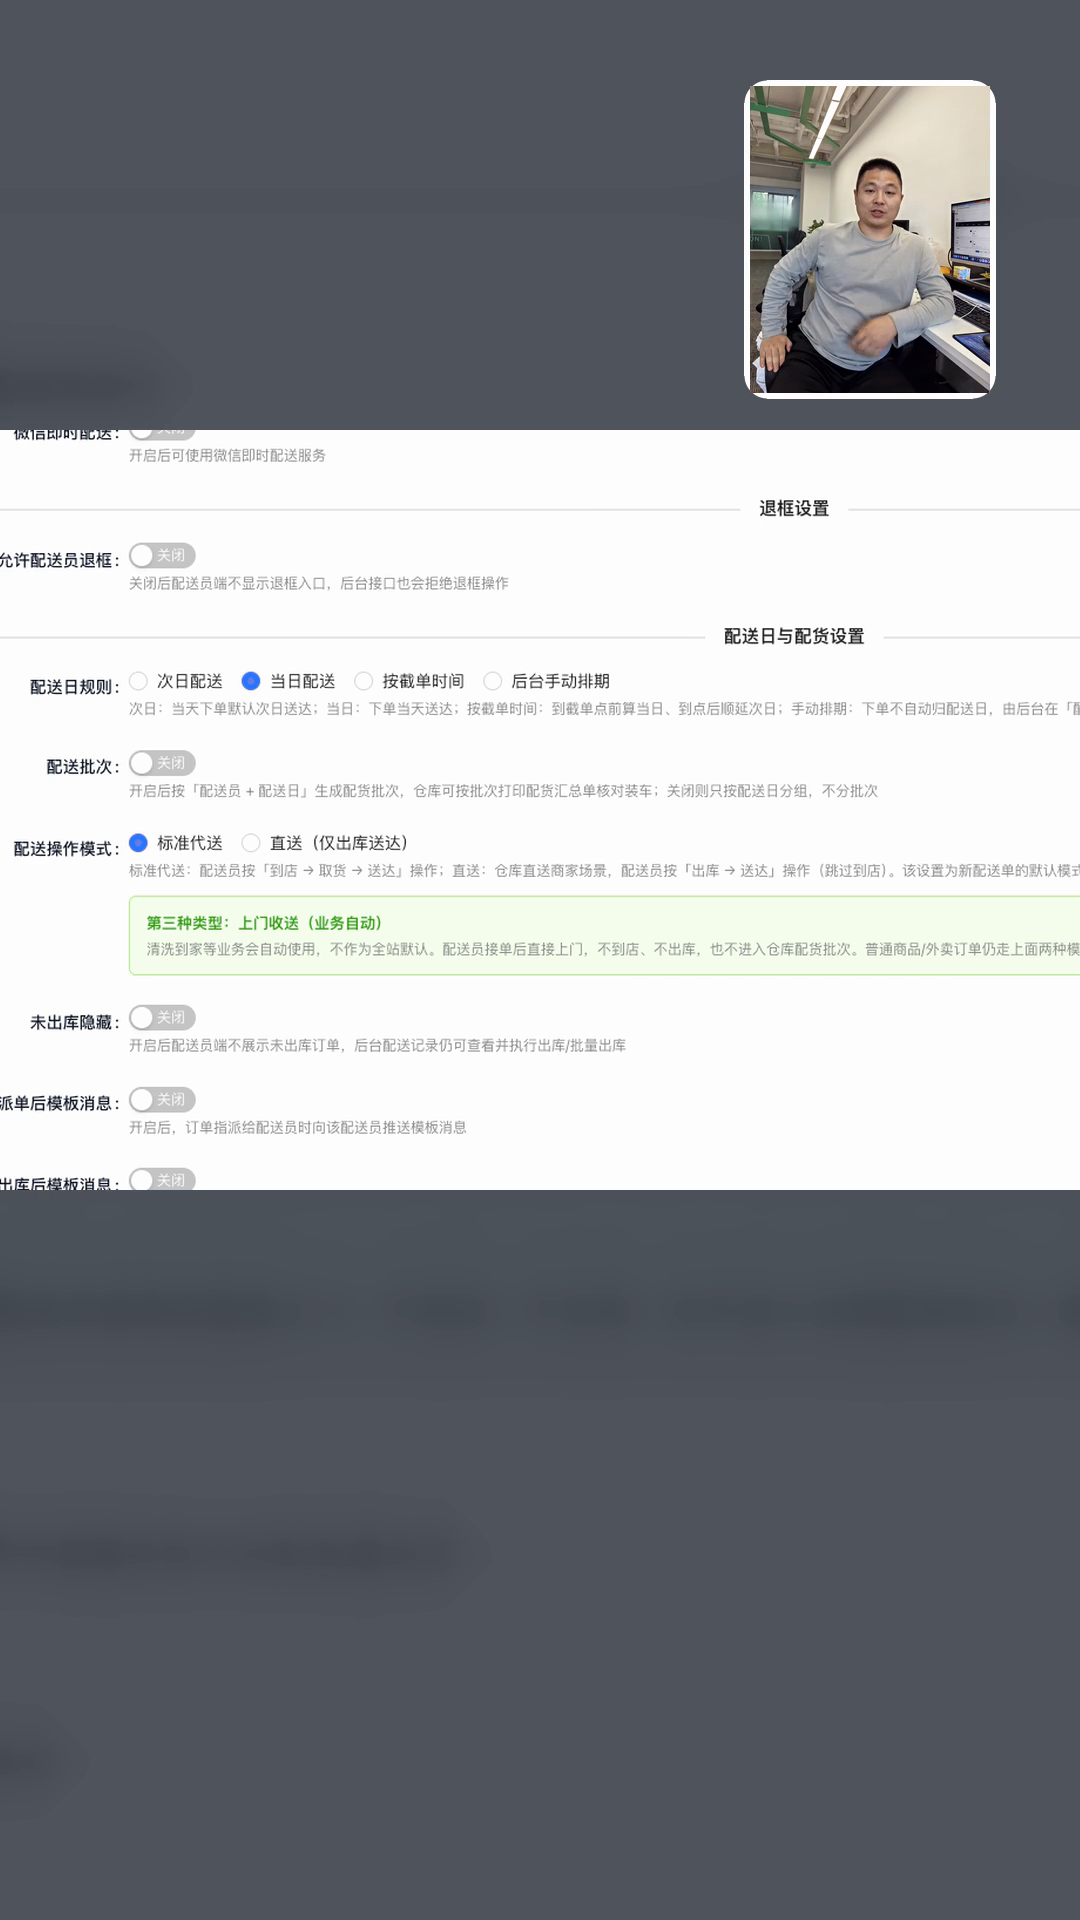 微信即时配送： 关闭
开启后可使用微信即时配送服务
退框设置
允许配送员退框： 关闭
关闭后配送员端不显示退框入口，后台接口也会拒绝退框操作
配送日与配货设置
配送日规则： 次日配送 当日配送 按截单时间 后台手动排期
次日：当天下单默认次日送达；当日：下单当天送达；按截单时间：到截单点前算当日、到点后顺延次日；手动排期：下单不自动归配送日，由后台在「配
配送批次： 关闭
开启后按「配送员 + 配送日」生成配货批次，仓库可按批次打印配货汇总单核对装车；关闭则只按配送日分组，不分批次
配送操作模式： 标准代送 直送（仅出库送达）
标准代送：配送员按「到店 → 取货 → 送达」操作；直送：仓库直送商家场景，配送员按「出库 → 送达」操作（跳过到店）。该设置为新配送单的默认模式
第三种类型：上门收送（业务自动）
清洗到家等业务会自动使用，不作为全站默认。配送员接单后直接上门，不到店、不出库，也不进入仓库配货批次。普通商品/外卖订单仍走上面两种模
未出库隐藏： 关闭
开启后配送员端不展示未出库订单，后台配送记录仍可查看并执行出库/批量出库
派单后模板消息： 关闭
开启后，订单指派给配送员时向该配送员推送模板消息
出库后模板消息： 关闭